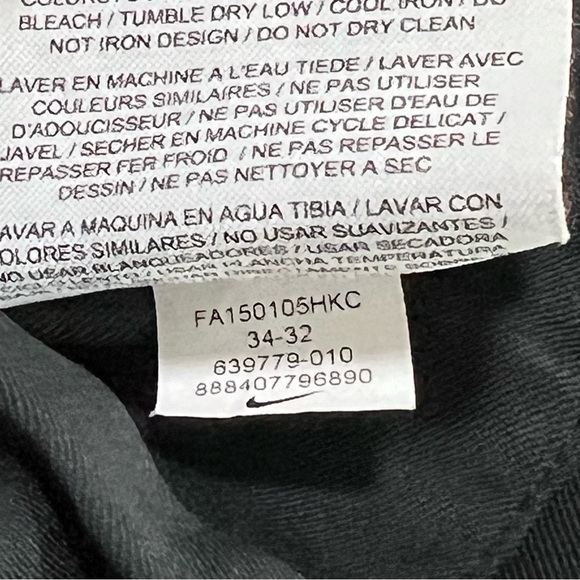 BLEACH / TUMBLE DRY LOW / COOL IRON / DO
NOT IRON DESIGN / DO NOT DRY CLEAN
LAVER EN MACHINE A L'EAU TIEDE / LAVER AVEC
COULEURS SIMILAIRES / NE PAS UTILISER
D'ADOUCISSEUR / NE PAS UTILISER D'EAU DE
JAVEL / SECHER EN MACHINE CYCLE DELICAT /
REPASSER FER FROID / NE PAS REPASSER LE
DESSIN / NE PAS NETTOYER A SEC
LAVAR A MAQUINA EN AGUA TIBIA / LAVAR CON
COLORES SIMILARES / NO USAR SUAVIZANTES /
NO USAR BLANQUEADORES / USAR SECADORA
FA150105HKC
34-32
639779-010
888407796890